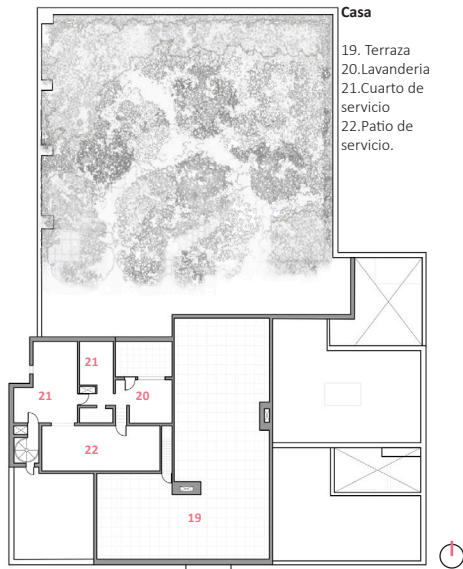 Casa
19. Terraza
20.Lavanderia
21.Cuarto de
servicio
22.Patio de
servicio.
21
21
20
22
19